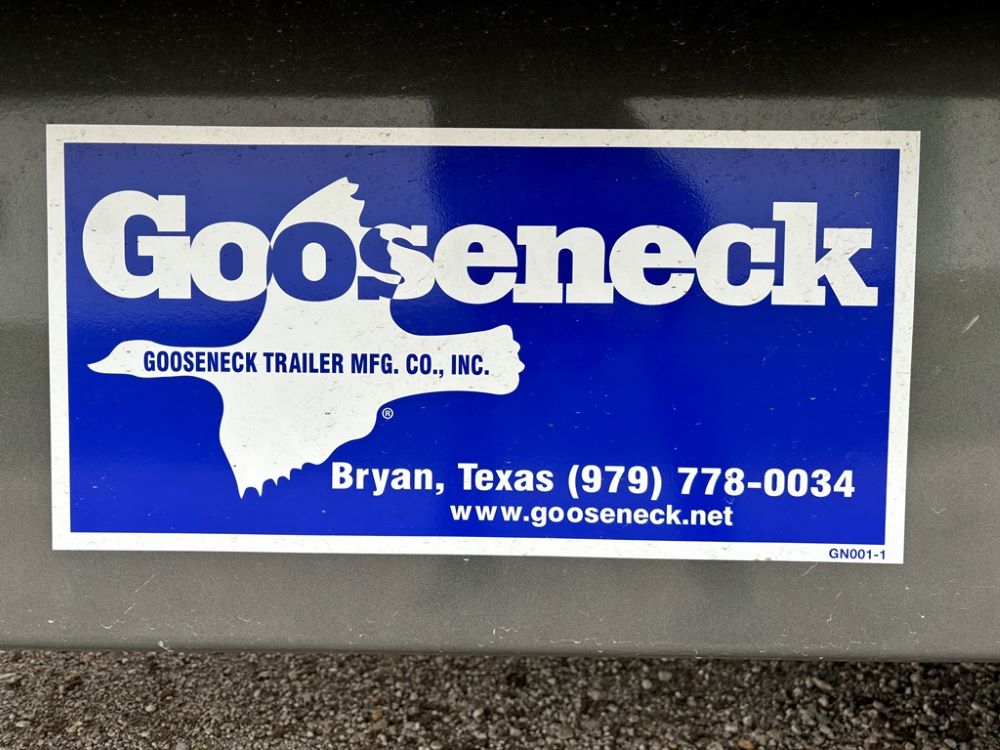 Gooseneck
GOOSENECK TRAILER MFG. CO., INC.
®
Bryan, Texas (979) 778-0034
www.gooseneck.net
GN001-1